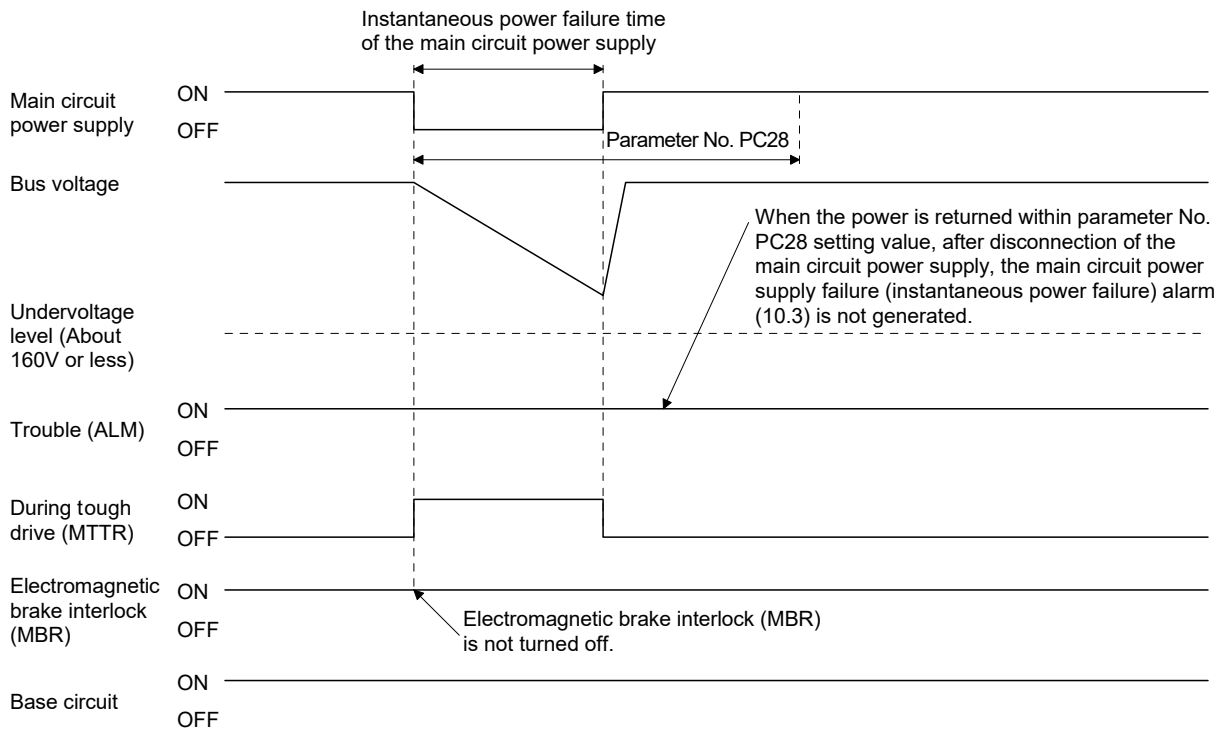 Instantaneous power failure time
of the main circuit power supply
Main circuit
power supply
ON
OFF
Parameter No. PC28
Bus voltage
When the power is returned within parameter No.
PC28 setting value, after disconnection of the
main circuit power supply, the main circuit power
supply failure (instantaneous power failure) alarm
(10.3) is not generated.
Undervoltage
level (About
160V or less)
Trouble (ALM)
ON
OFF
During tough
drive (MTTR)
ON
OFF
Electromagnetic
brake interlock
(MBR)
ON
OFF
Electromagnetic brake interlock (MBR)
is not turned off.
Base circuit
ON
OFF